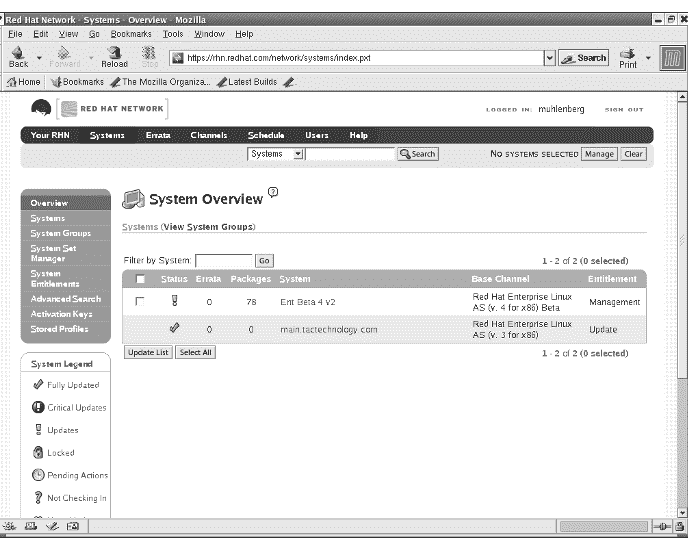 Red Hat Network - Systems - Overview - Mozilla
File Edit View Go Bookmarks Tools Window Help
Back Forward Reload Stop https://rhn.redhat.com/network/systems/index.pxt Search Print
Home Bookmarks The Mozilla Organiza... Latest Builds
RED HAT NETWORK LOGGED IN: muhlenberg SIGN OUT
Your RHN Systems Errata Channels Schedule Users Help
Systems Search NO SYSTEMS SELECTED Manage Clear
Overview
Systems
System Groups
System Set Manager
System Entitlements
Advanced Search
Activation Keys
Stored Profiles
System Legend
Fully Updated
Critical Updates
Updates
Locked
Pending Actions
Not Checking In
System Overview ?
Systems (View System Groups)
Filter by System: Go 1 - 2 of 2 (0 selected)
Status Errata Packages System Base Channel Entitlement
0 78 Ent Beta 4 v2 Red Hat Enterprise Linux AS (v. 4 for x86) Beta Management
0 0 main.tactechnology.com Red Hat Enterprise Linux AS (v. 3 for x86) Update
Update List Select All 1 - 2 of 2 (0 selected)